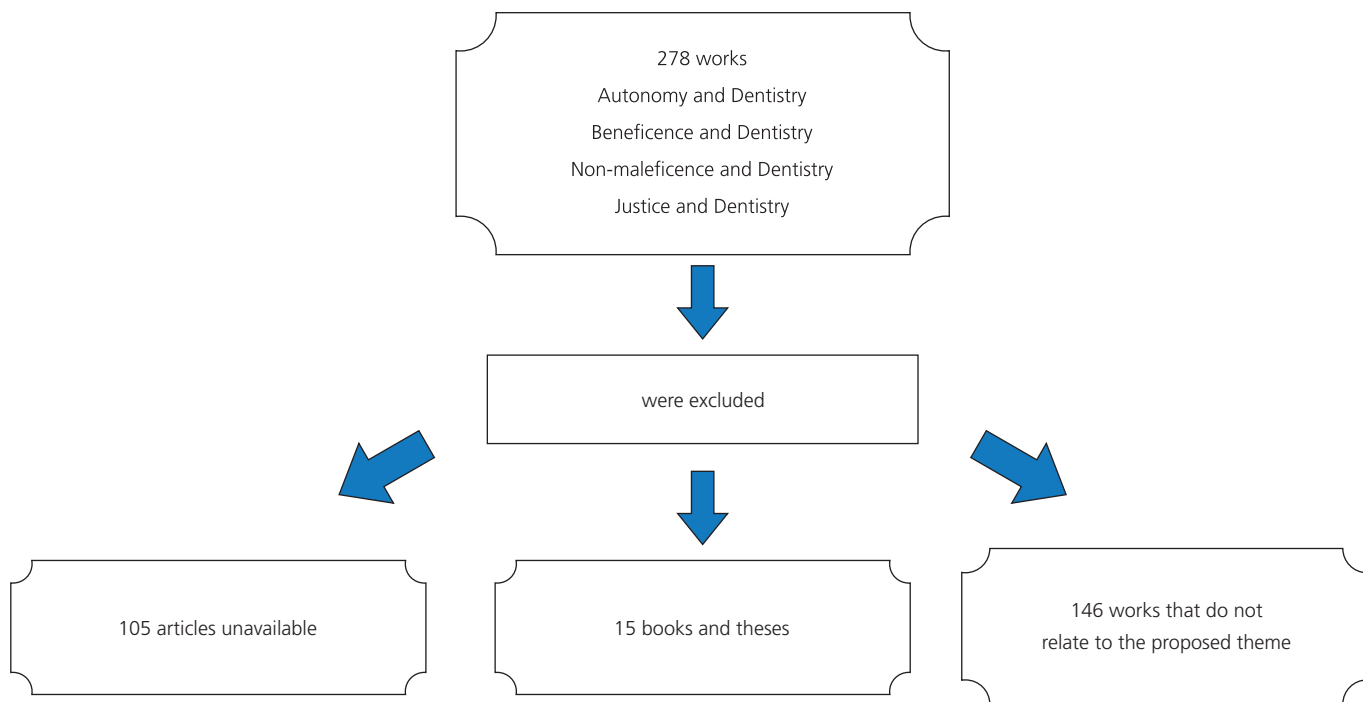 278 works
Autonomy and Dentistry
Beneficence and Dentistry
Non-maleficence and Dentistry
Justice and Dentistry
were excluded
105 articles unavailable
15 books and theses
146 works that do not
relate to the proposed theme